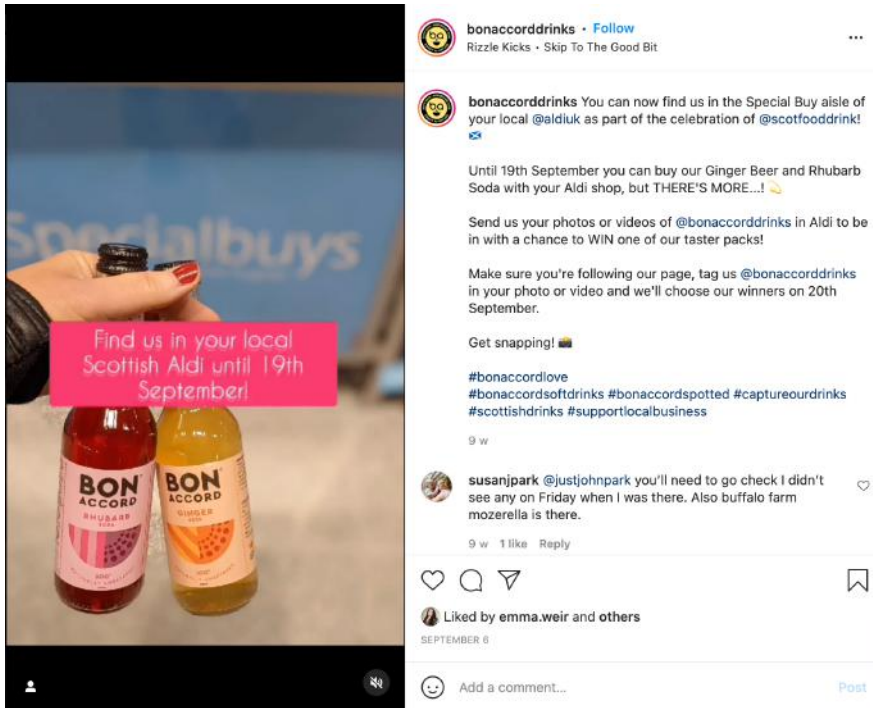 Specialbuys
Find us in your local
Scottish Aldi until 19th
September!
BON
ACCORD
RHUBARB
SODA
BON
ACCORD
GINGER
BEER
bonaccorddrinks • Follow
Rizzle Kicks • Skip To The Good Bit
bonaccorddrinks You can now find us in the Special Buy aisle of
your local @aldiuk as part of the celebration of @scotfooddrink!
Until 19th September you can buy our Ginger Beer and Rhubarb
Soda with your Aldi shop, but THERE'S MORE...!
Send us your photos or videos of @bonaccorddrinks in Aldi to be
in with a chance to WIN one of our taster packs!
Make sure you're following our page, tag us @bonaccorddrinks
in your photo or video and we'll choose our winners on 20th
September.
Get snapping!
#bonaccordlove
#bonaccordsoftdrinks #bonaccordspotted #captureourdrinks
#scottishdrinks #supportlocalbusiness
9 w
susanjpark @justjohnpark you'll need to go check I didn't
see any on Friday when I was there. Also buffalo farm
mozerella is there.
9 w 1 like Reply
Liked by emma.weir and others
SEPTEMBER 6
Add a comment...
Post